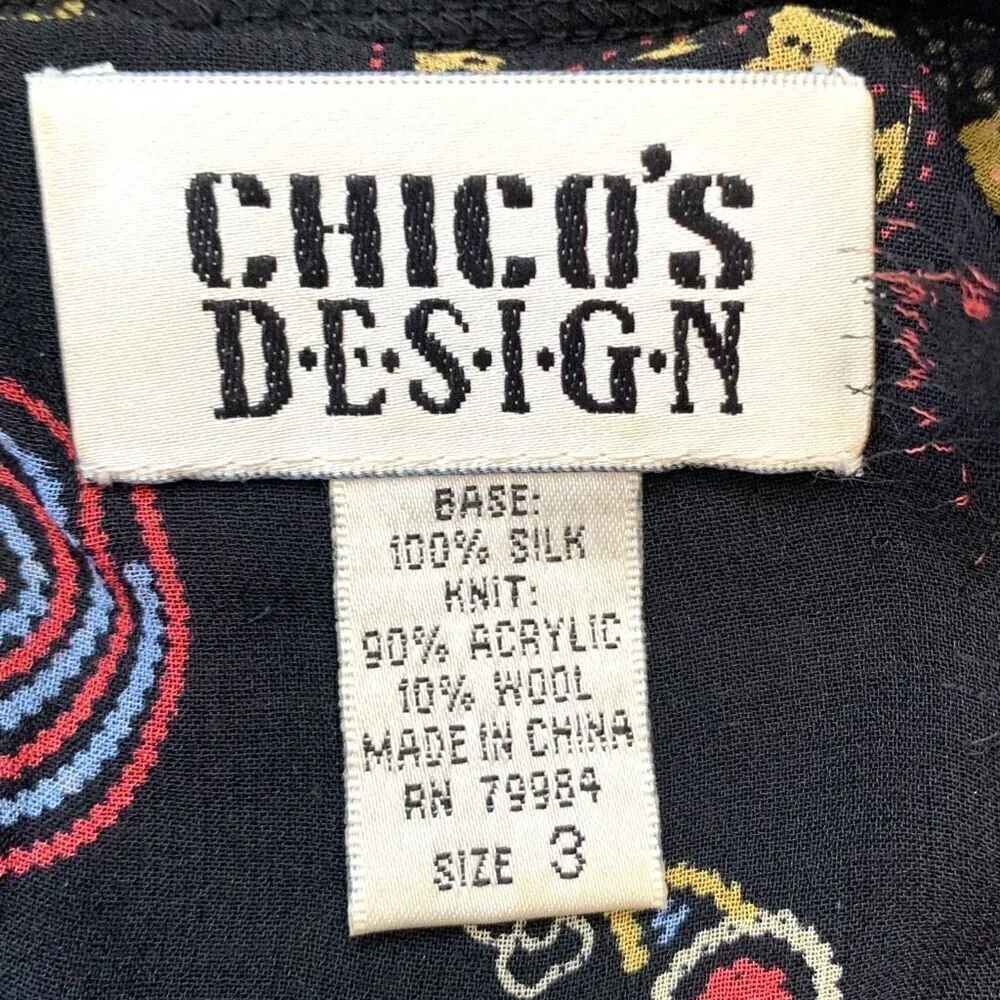 CHICO'S
D·E·S·I·G·N
BASE:
100% SILK
KNIT:
90% ACRYLIC
10% WOOL
MADE IN CHINA
RN 79984
SIZE 3